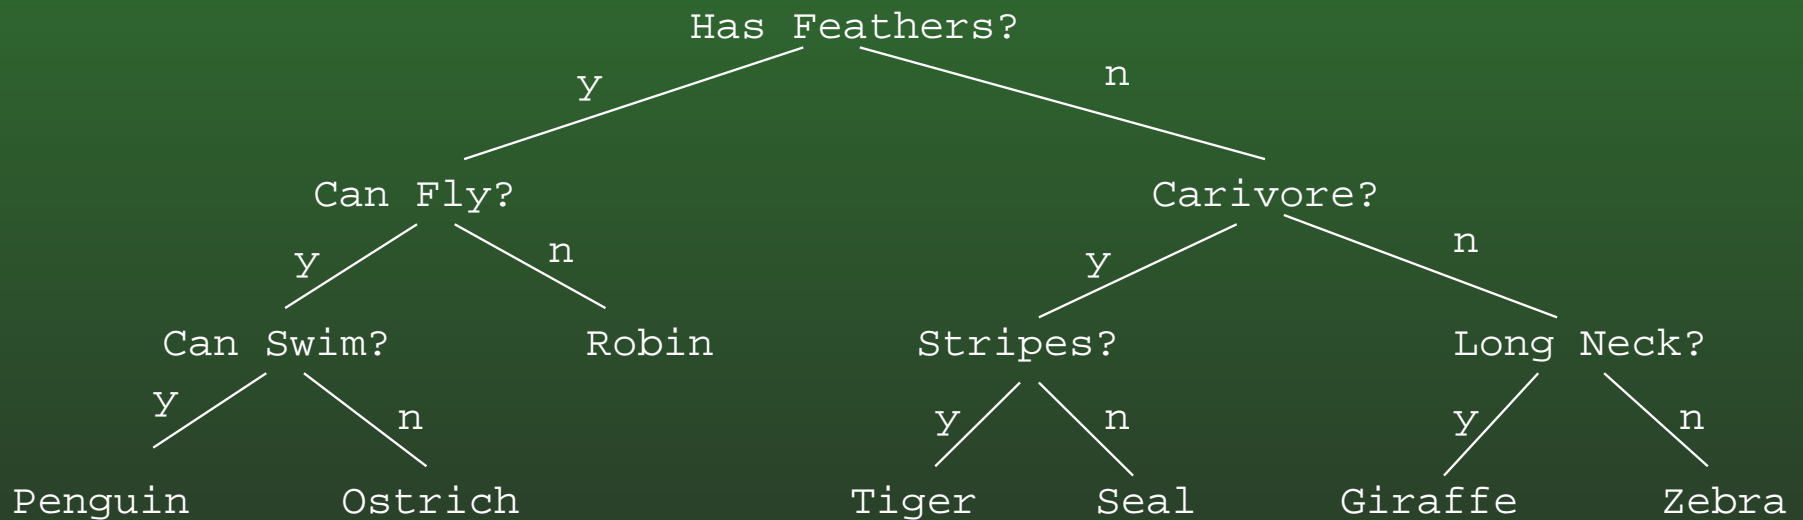 Has Feathers?
y n
Can Fly? Carivore?
y n y n
Can Swim? Robin Stripes? Long Neck?
y n y n y n
Penguin Ostrich Tiger Seal Giraffe Zebra